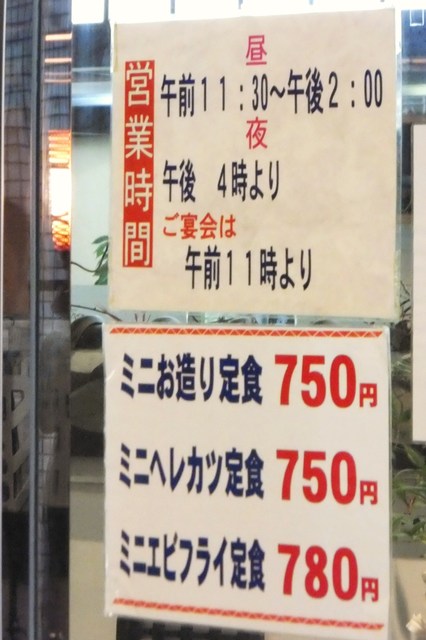 営業時間
昼
午前11:30〜午後2:00
夜
午後 4時より
ご宴会は
午前11時より
ミニお造り定食 750円
ミニヘレカツ定食 750円
ミニエビフライ定食 780円